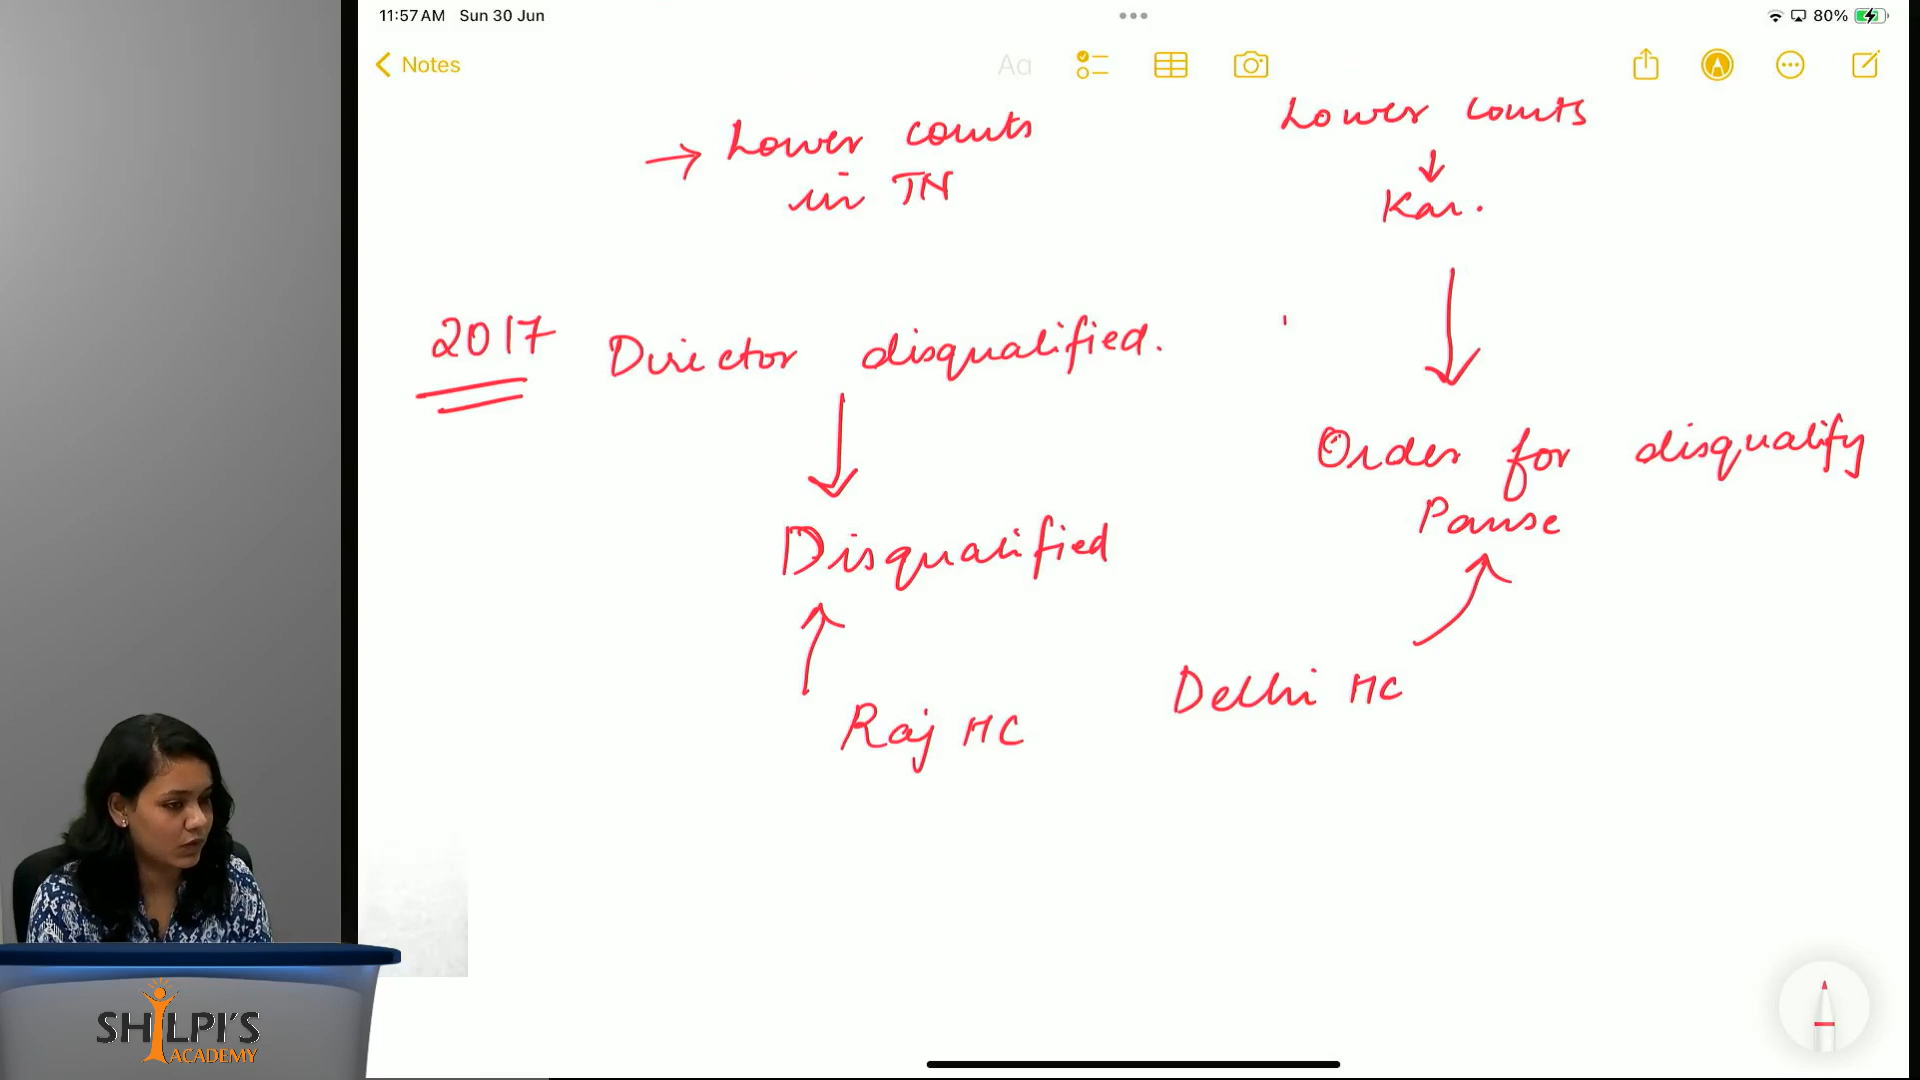 11:57 AM Sun 30 Jun
80%
Notes
Aa
→ Lower courts
in TN
Lower courts
↓
Kar.
2017 Director disqualified.
↓
Disqualified
↑
Raj HC
↓
Order for disqualify
Pause
Delhi HC
SHILPI'S
ACADEMY